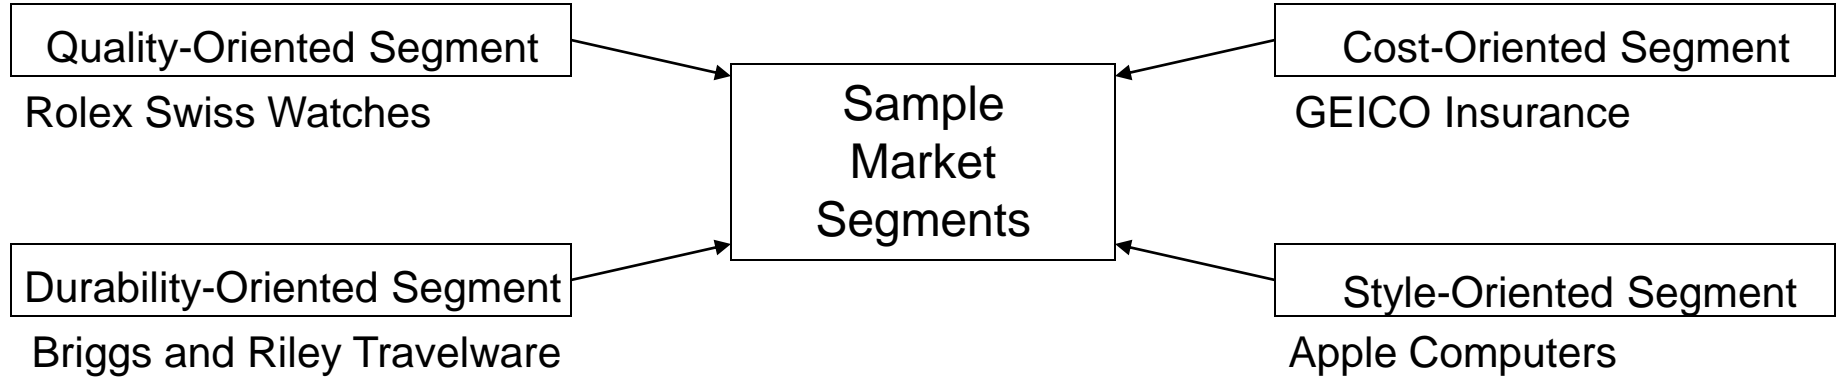 Quality-Oriented Segment
Rolex Swiss Watches
Durability-Oriented Segment
Briggs and Riley Travelware
Sample
Market
Segments
Cost-Oriented Segment
GEICO Insurance
Style-Oriented Segment
Apple Computers